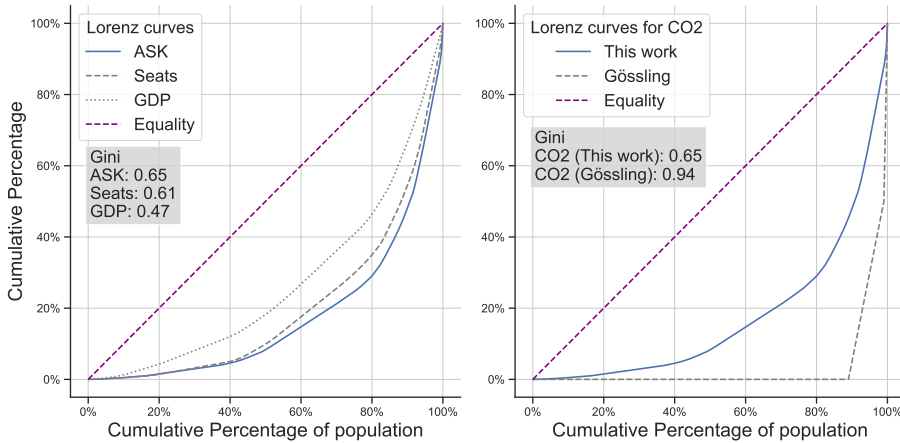 Lorenz curves
ASK
Seats
GDP
Equality
Gini
ASK: 0.65
Seats: 0.61
GDP: 0.47
100%
80%
60%
40%
20%
0%
0%
20%
40%
60%
80%
100%
Cumulative Percentage
Cumulative Percentage of population
Lorenz curves for CO2
This work
Gössling
Equality
Gini
CO2 (This work): 0.65
CO2 (Gössling): 0.94
100%
80%
60%
40%
20%
0%
0%
20%
40%
60%
80%
100%
Cumulative Percentage of population